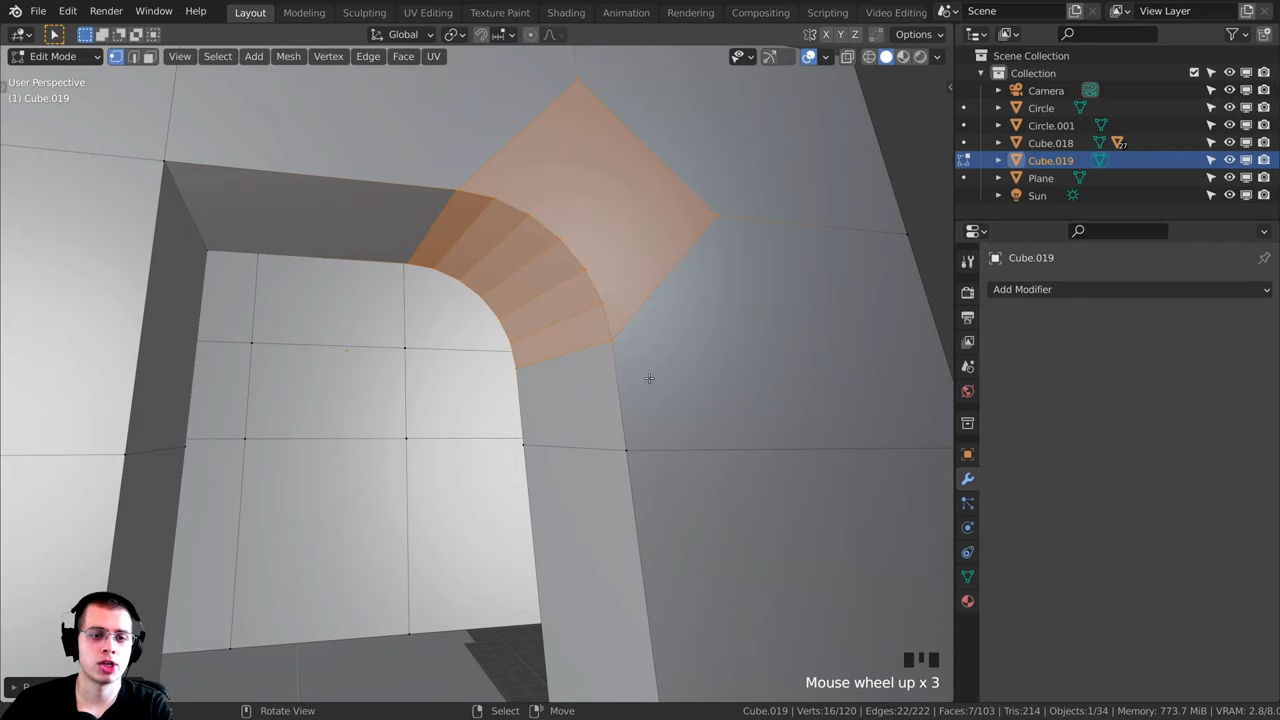 File Edit Render Window Help Layout Modeling Sculpting UV Editing Texture Paint Shading Animation Rendering Compositing Scripting Video Editing Scene View Layer
Global X Y Z Options
Edit Mode View Select Add Mesh Vertex Edge Face UV
Scene Collection
Collection
User Perspective
(1) Cube.019
Camera
Circle
Circle.001
Cube.018 27
Cube.019
Plane
Sun
Cube.019
Add Modifier
Mouse wheel up x 3
Rotate View Select Move Cube.019 | Verts:16/120 | Edges:22/222 | Faces:7/103 | Tris:214 | Objects:1/34 | Memory: 773.7 MiB | VRAM: 2.8/8.